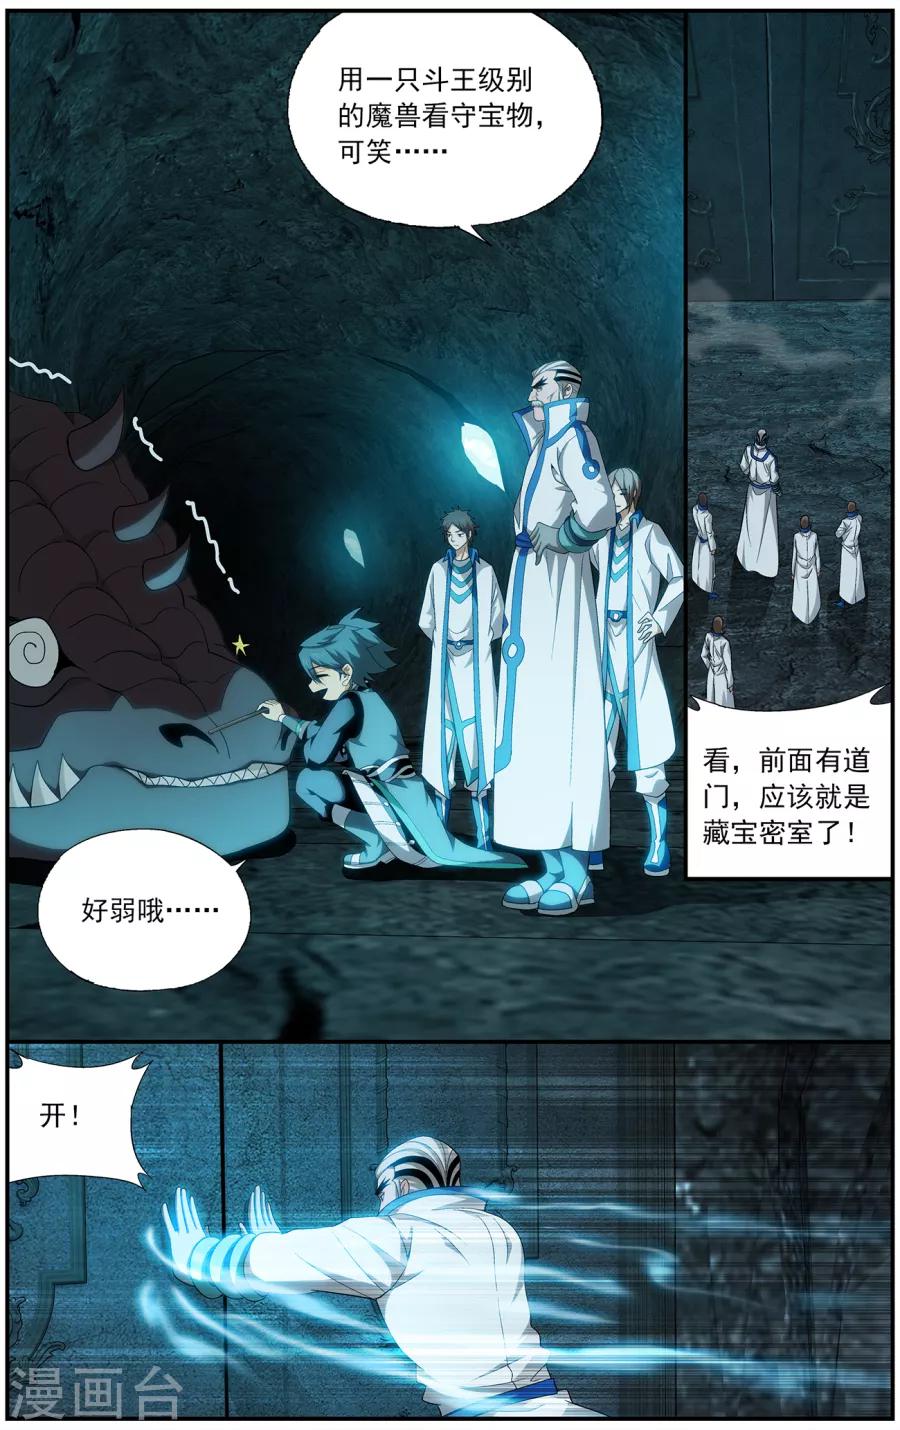 用一只斗王级别
的魔兽看守宝物，
可笑……
好弱哦……
看，前面有道
门，应该就是
藏宝密室了！
开！
漫画台